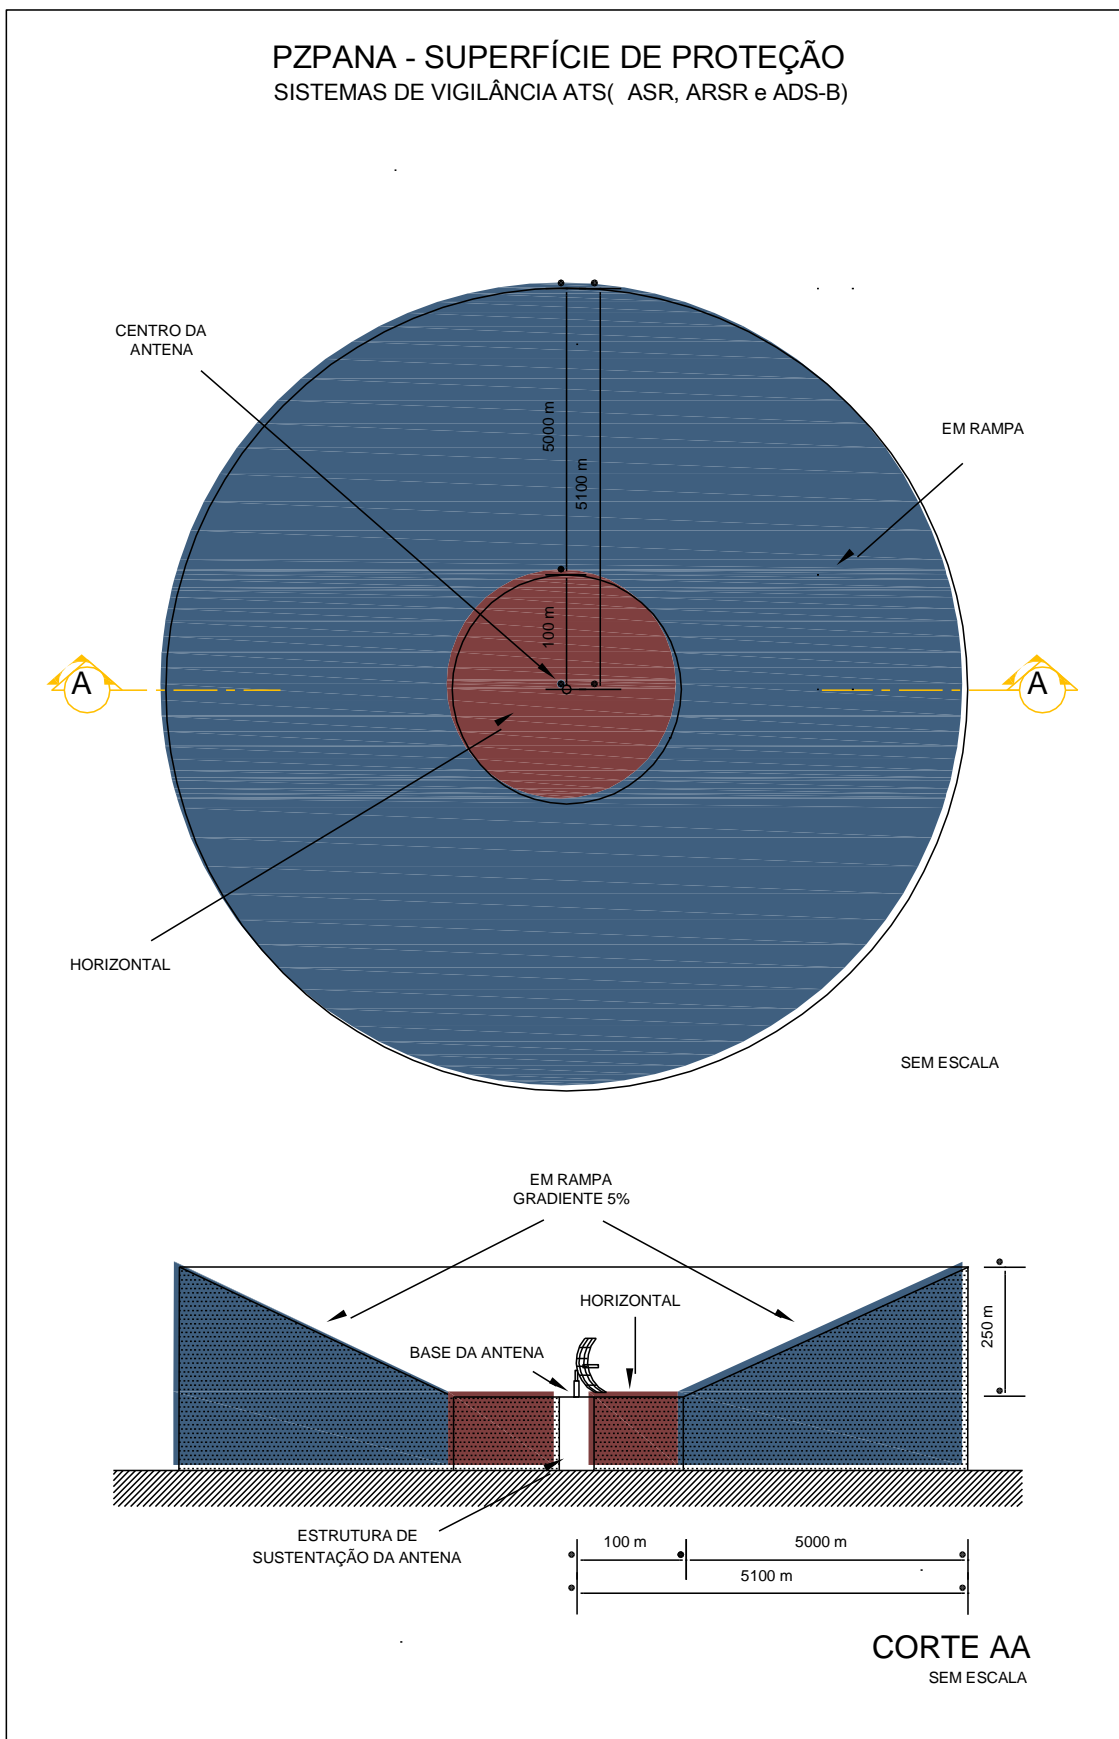 PZPANA - SUPERFÍCIE DE PROTEÇÃO
SISTEMAS DE VIGILÂNCIA ATS( ASR, ARSR e ADS-B)
CENTRO DA
ANTENA
5000 m
5100 m
EM RAMPA
100 m
A
A
HORIZONTAL
SEM ESCALA
EM RAMPA
GRADIENTE 5%
HORIZONTAL
BASE DA ANTENA
250 m
ESTRUTURA DE
SUSTENTAÇÃO DA ANTENA
100 m
5000 m
5100 m
CORTE AA
SEM ESCALA